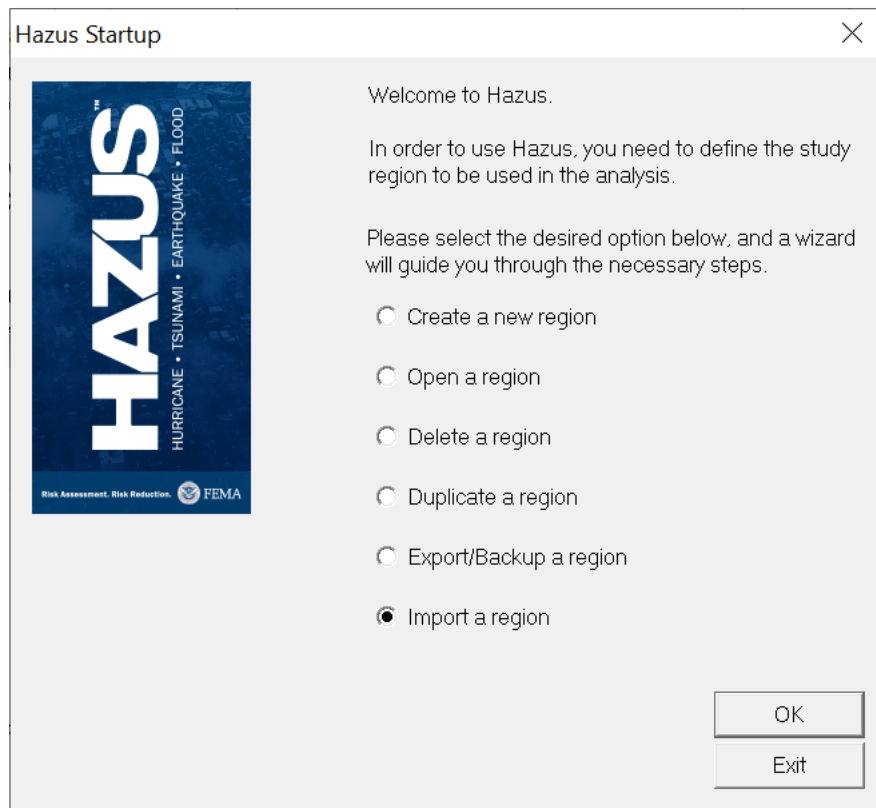 Hazus Startup
HAZUS™
HURRICANE • TSUNAMI • EARTHQUAKE • FLOOD
Risk Assessment. Risk Reduction. FEMA
Welcome to Hazus.
In order to use Hazus, you need to define the study
region to be used in the analysis.
Please select the desired option below, and a wizard
will guide you through the necessary steps.
Create a new region
Open a region
Delete a region
Duplicate a region
Export/Backup a region
Import a region
OK
Exit